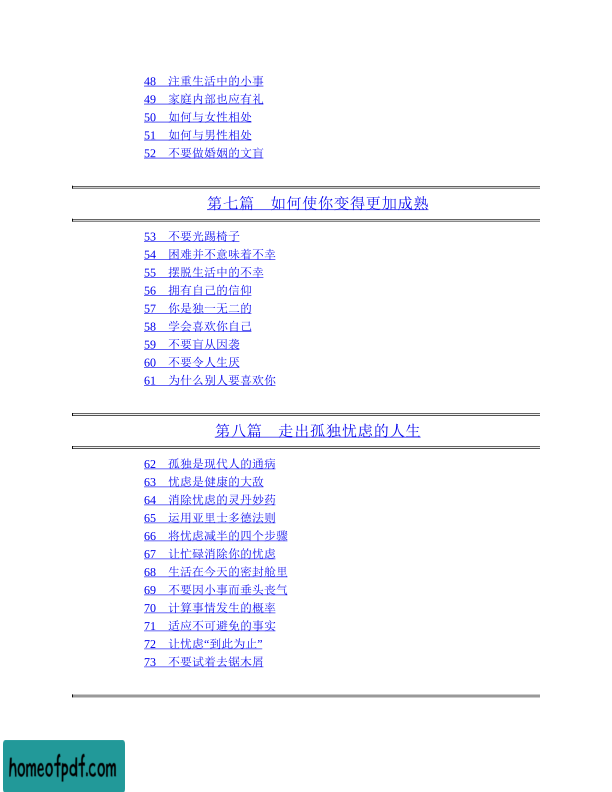 48 注重生活中的小事
49 家庭内部也应有礼
50 如何与女性相处
51 如何与男性相处
52 不要做婚姻的文盲
第七篇 如何使你变得更加成熟
53 不要光踢椅子
54 困难并不意味着不幸
55 摆脱生活中的不幸
56 拥有自己的信仰
57 你是独一无二的
58 学会喜欢你自己
59 不要盲从因袭
60 不要令人生厌
61 为什么别人要喜欢你
第八篇 走出孤独忧虑的人生
62 孤独是现代人的通病
63 忧虑是健康的大敌
64 消除忧虑的灵丹妙药
65 运用亚里士多德法则
66 将忧虑减半的四个步骤
67 让忙碌消除你的忧虑
68 生活在今天的密封舱里
69 不要因小事而垂头丧气
70 计算事情发生的概率
71 适应不可避免的事实
72 让忧虑“到此为止”
73 不要试着去锯木屑
homeofpdf.com